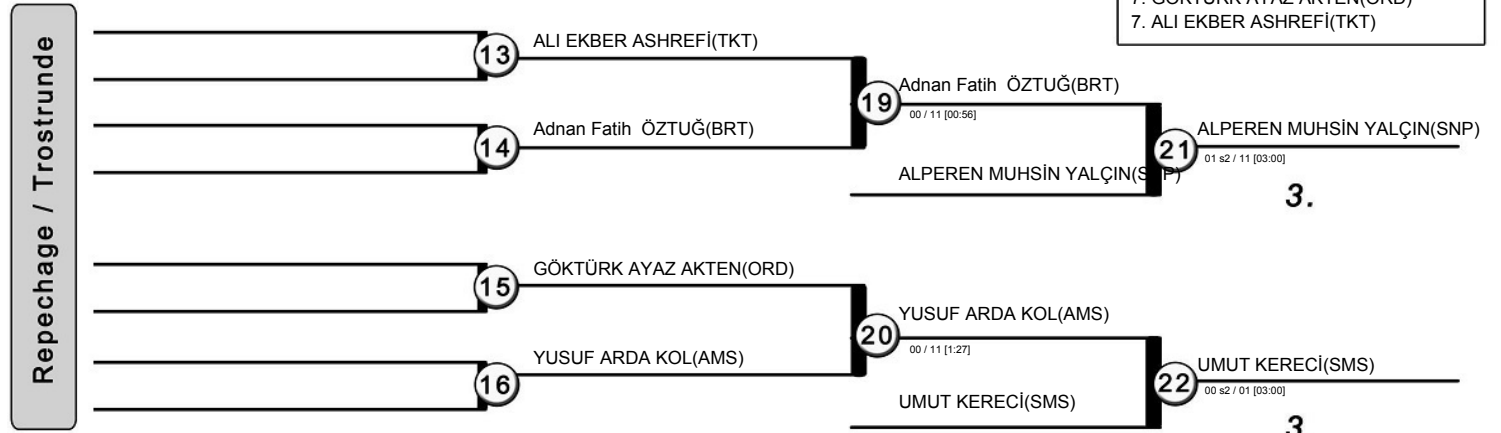 7. GÖKTÜRK AYAZ AKTEN(ORD)
7. ALI EKBER ASHREFİ(TKT)
Repechage / Trostrunde
13
ALI EKBER ASHREFİ(TKT)
14
Adnan Fatih ÖZTUĞ(BRT)
19
Adnan Fatih ÖZTUĞ(BRT)
00 / 11 [00:56]
ALPEREN MUHSİN YALÇIN(SNP)
21
ALPEREN MUHSİN YALÇIN(SNP)
01 s2 / 11 [03:00]
3.
15
GÖKTÜRK AYAZ AKTEN(ORD)
16
YUSUF ARDA KOL(AMS)
20
YUSUF ARDA KOL(AMS)
00 / 11 [1:27]
UMUT KERECİ(SMS)
22
UMUT KERECİ(SMS)
00 s2 / 01 [03:00]
3